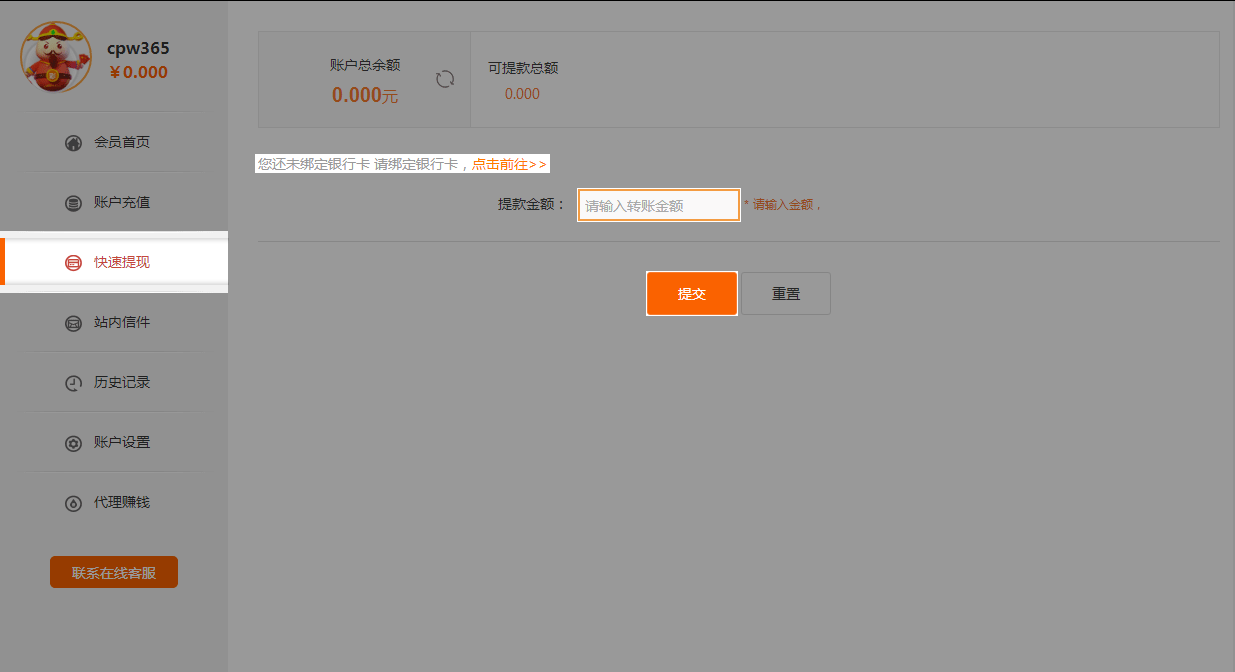 cpw365
￥0.000
会员首页
账户充值
快速提现
站内信件
历史记录
账户设置
代理赚钱
联系在线客服
账户总余额
0.000元
可提款总额
0.000
您还未绑定银行卡 请绑定银行卡，点击前往>>
提款金额： 请输入转账金额 * 请输入金额，
提交 重置